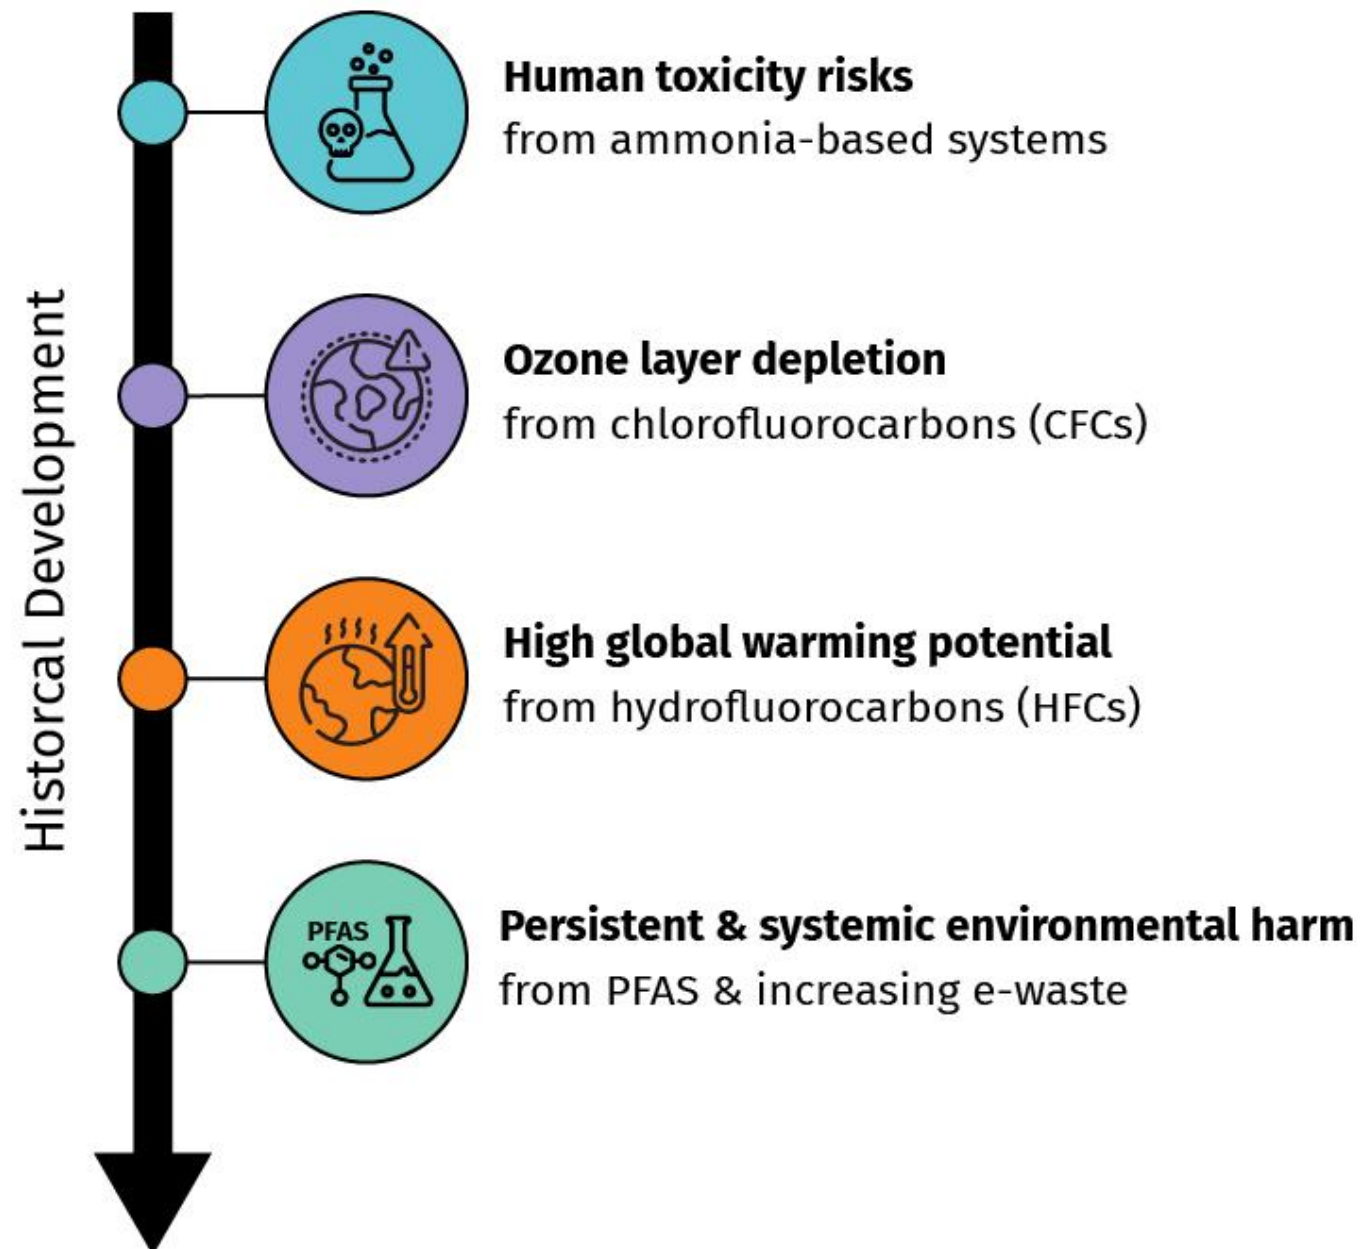 Human toxicity risks
from ammonia-based systems
Ozone layer depletion
from chlorofluorocarbons (CFCs)
Historcal Development
High global warming potential
from hydrofluorocarbons (HFCs)
PFAS
Persistent & systemic environmental harm
from PFAS & increasing e-waste